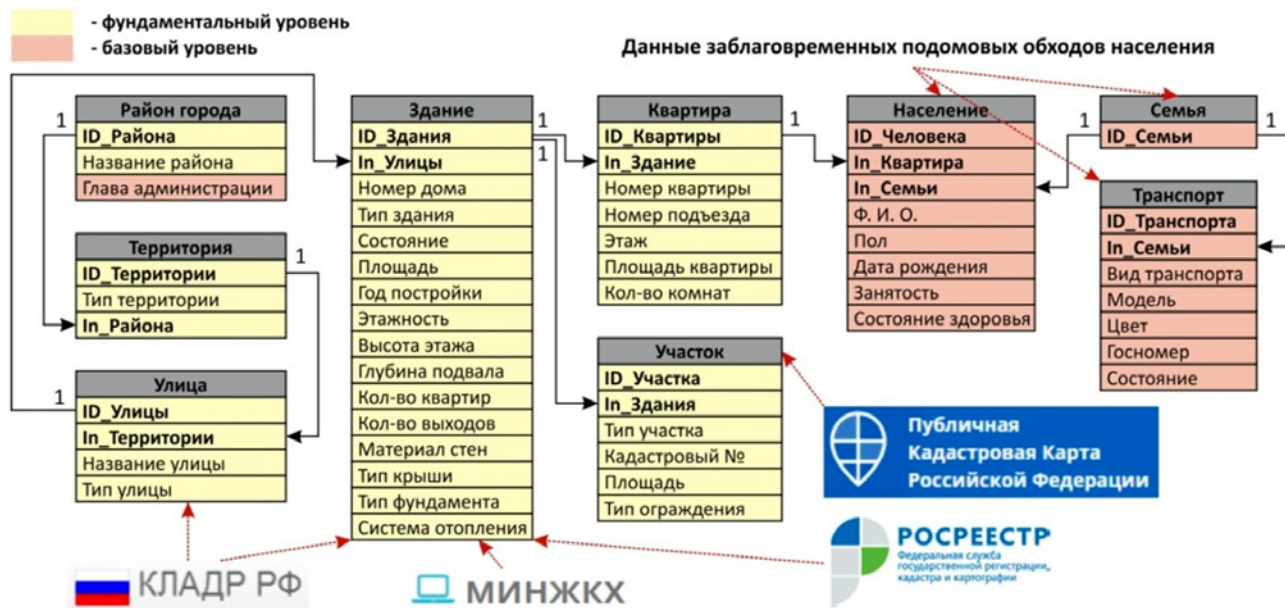 - фундаментальный уровень
- базовый уровень
Данные заблаговременных подомовых обходов населения
Район города
1
ID_Района
Название района
Глава администрации
Территория
1
ID_Территории
Тип территории
In_Района
Улица
1
ID_Улицы
In_Территории
Название улицы
Тип улицы
Здание
ID_Здания
1
In_Улицы
1
Номер дома
Тип здания
Состояние
Площадь
Год постройки
Этажность
Высота этажа
Глубина подвала
Кол-во квартир
Кол-во выходов
Материал стен
Тип крыши
Тип фундамента
Система отопления
Квартира
ID_Квартиры
1
In_Здание
Номер квартиры
Номер подъезда
Этаж
Площадь квартиры
Кол-во комнат
Участок
ID_Участка
In_Здания
Тип участка
Кадастровый №
Площадь
Тип ограждения
Население
ID_Человека
In_Квартира
In_Семьи
Ф. И. О.
Пол
Дата рождения
Занятость
Состояние здоровья
Семья
1
ID_Семьи
1
Транспорт
ID_Транспорта
In_Семьи
Вид транспорта
Модель
Цвет
Госномер
Состояние
Публичная
Кадастровая Карта
Российской Федерации
РОСРЕЕСТР
Федеральная служба
государственной регистрации,
кадастра и картографии
КЛАДР РФ
МИНЖКХ